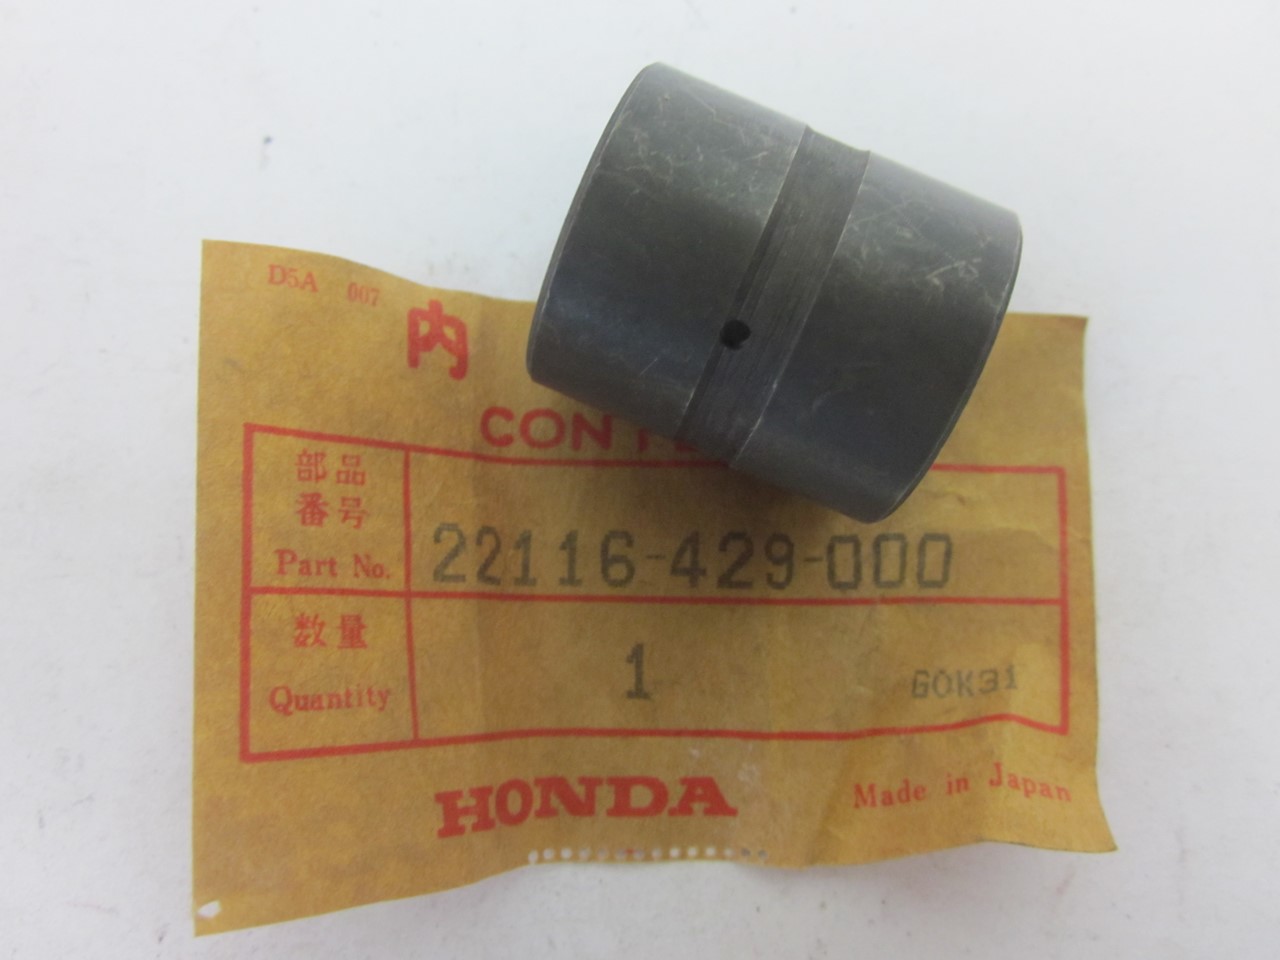 D5A 007
内
部品
番号
Part No.
22116-429-000
数量
Quantity
1
GOK31
HONDA
Made in Japan